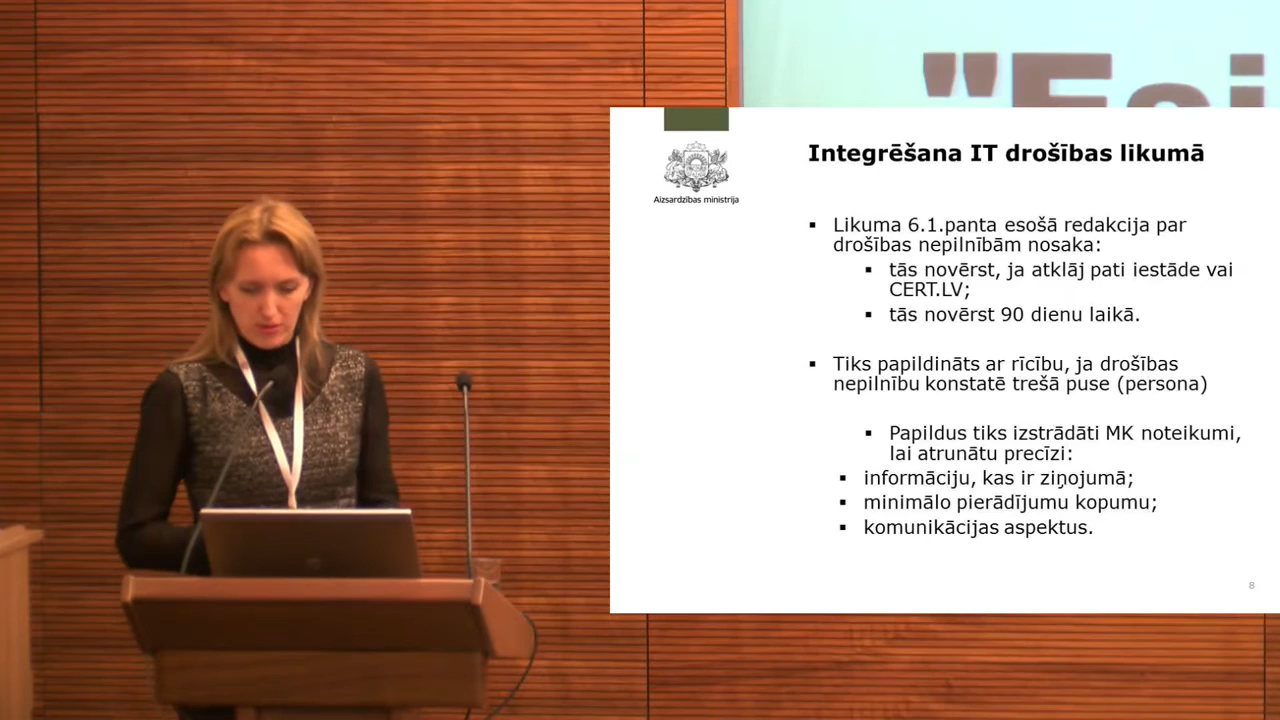 "Esi
Integrēšana IT drošības likumā
Aizsardzības ministrija
▪ Likuma 6.1.panta esošā redakcija par
drošības nepilnībām nosaka:
▪ tās novērst, ja atklāj pati iestāde vai
CERT.LV;
▪ tās novērst 90 dienu laikā.
▪ Tiks papildināts ar rīcību, ja drošības
nepilnību konstatē trešā puse (persona)
▪ Papildus tiks izstrādāti MK noteikumi,
lai atrunātu precīzi:
▪ informāciju, kas ir ziņojumā;
▪ minimālo pierādījumu kopumu;
▪ komunikācijas aspektus.
8